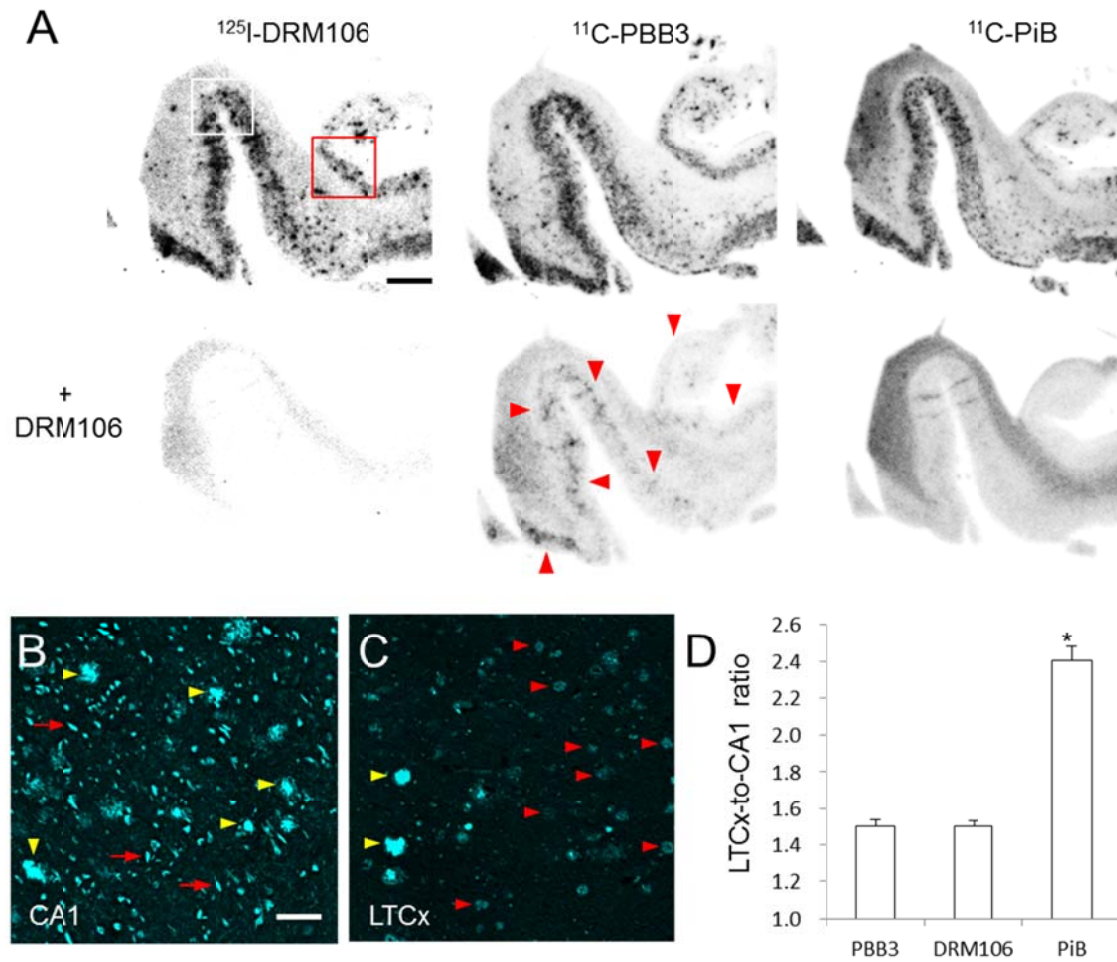 A
¹²⁵I-DRM106
¹¹C-PBB3
¹¹C-PiB
+
DRM106
B
CA1
C
LTCx
D
LTCx-to-CA1 ratio
2.6
2.4
2.2
2.0
1.8
1.6
1.4
1.2
1.0
*
PBB3
DRM106
PiB